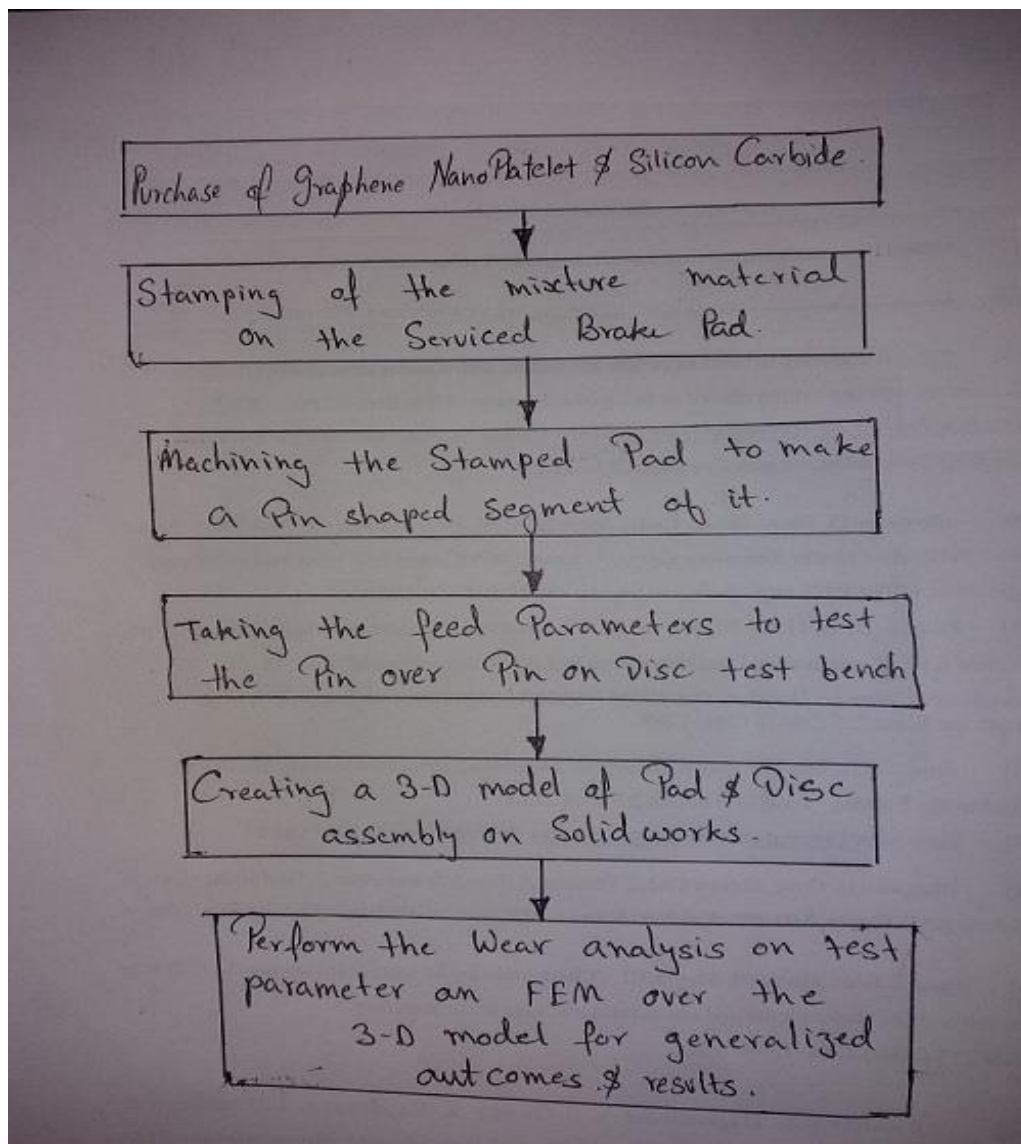 Purchase of Graphene NanoPlatelet & Silicon Carbide.
Stamping of the mixture material
on the Serviced Brake Pad.
Machining the Stamped Pad to make
a Pin shaped Segment of it.
Taking the feed Parameters to test
the Pin over Pin on Disc test bench
Creating a 3-D model of Pad & Disc
assembly on Solid works.
Perform the Wear analysis on test
parameter an FEM over the
3-D model for generalized
outcomes & results.